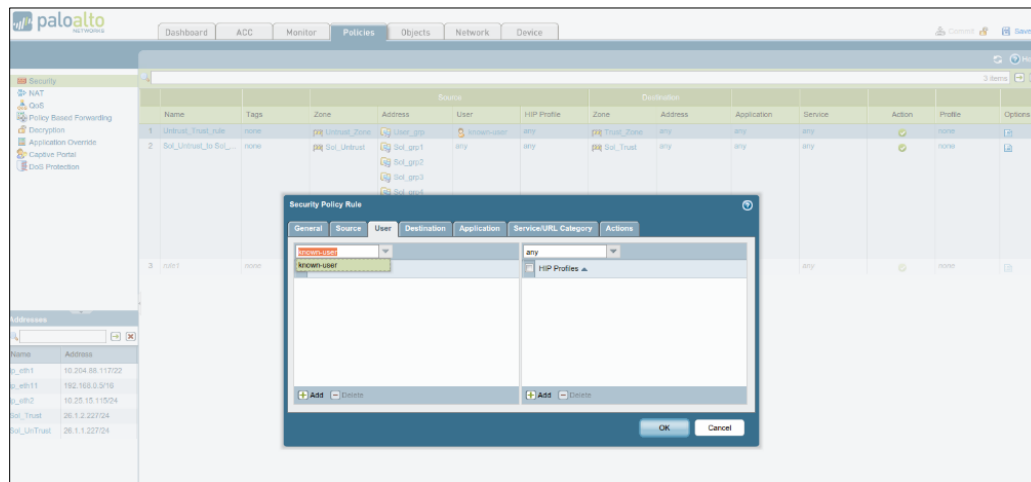 paloalto
NETWORKS
Dashboard ACC Monitor Policies Objects Network Device Commit Save
3 items
Security
NAT
QoS
Policy Based Forwarding
Decryption
Application Override
Captive Portal
DoS Protection
Source Destination
Name Tags Zone Address User HIP Profile Zone Address Application Service Action Profile Options
1 Untrust_Trust_rule none Untrust_Zone User_grp known-user any Trust_Zone any any any none
2 Sol_Untrust_to Sol_... none Sol_Untrust Sol_grp1 any any Sol_Trust any any any none
Sol_grp2
Sol_grp3
Sol_grp4
3 rule1 none any none
Security Policy Rule
General Source User Destination Application Service/URL Category Actions
known-user any
known-user HIP Profiles
Add Delete Add Delete
OK Cancel
Addresses
Name Address
ip_eth1 10.204.88.117/22
ip_eth11 192.168.0.3/16
ip_eth2 10.25.15.115/24
Sol_Trust 26.1.2.227/24
Sol_UnTrust 26.1.1.227/24